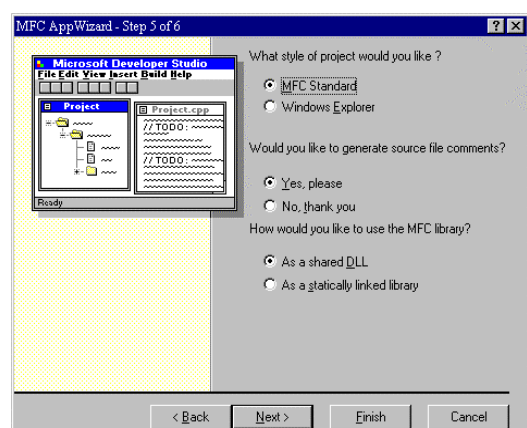 MFC AppWizard - Step 5 of 6
Microsoft Developer Studio
File Edit View Insert Build Help
Project
Project.cpp
//TODO:
//TODO:
Ready
What style of project would you like ?
MFC Standard
Windows Explorer
Would you like to generate source file comments?
Yes, please
No, thank you
How would you like to use the MFC library?
As a shared DLL
As a statically linked library
< Back
Next >
Finish
Cancel